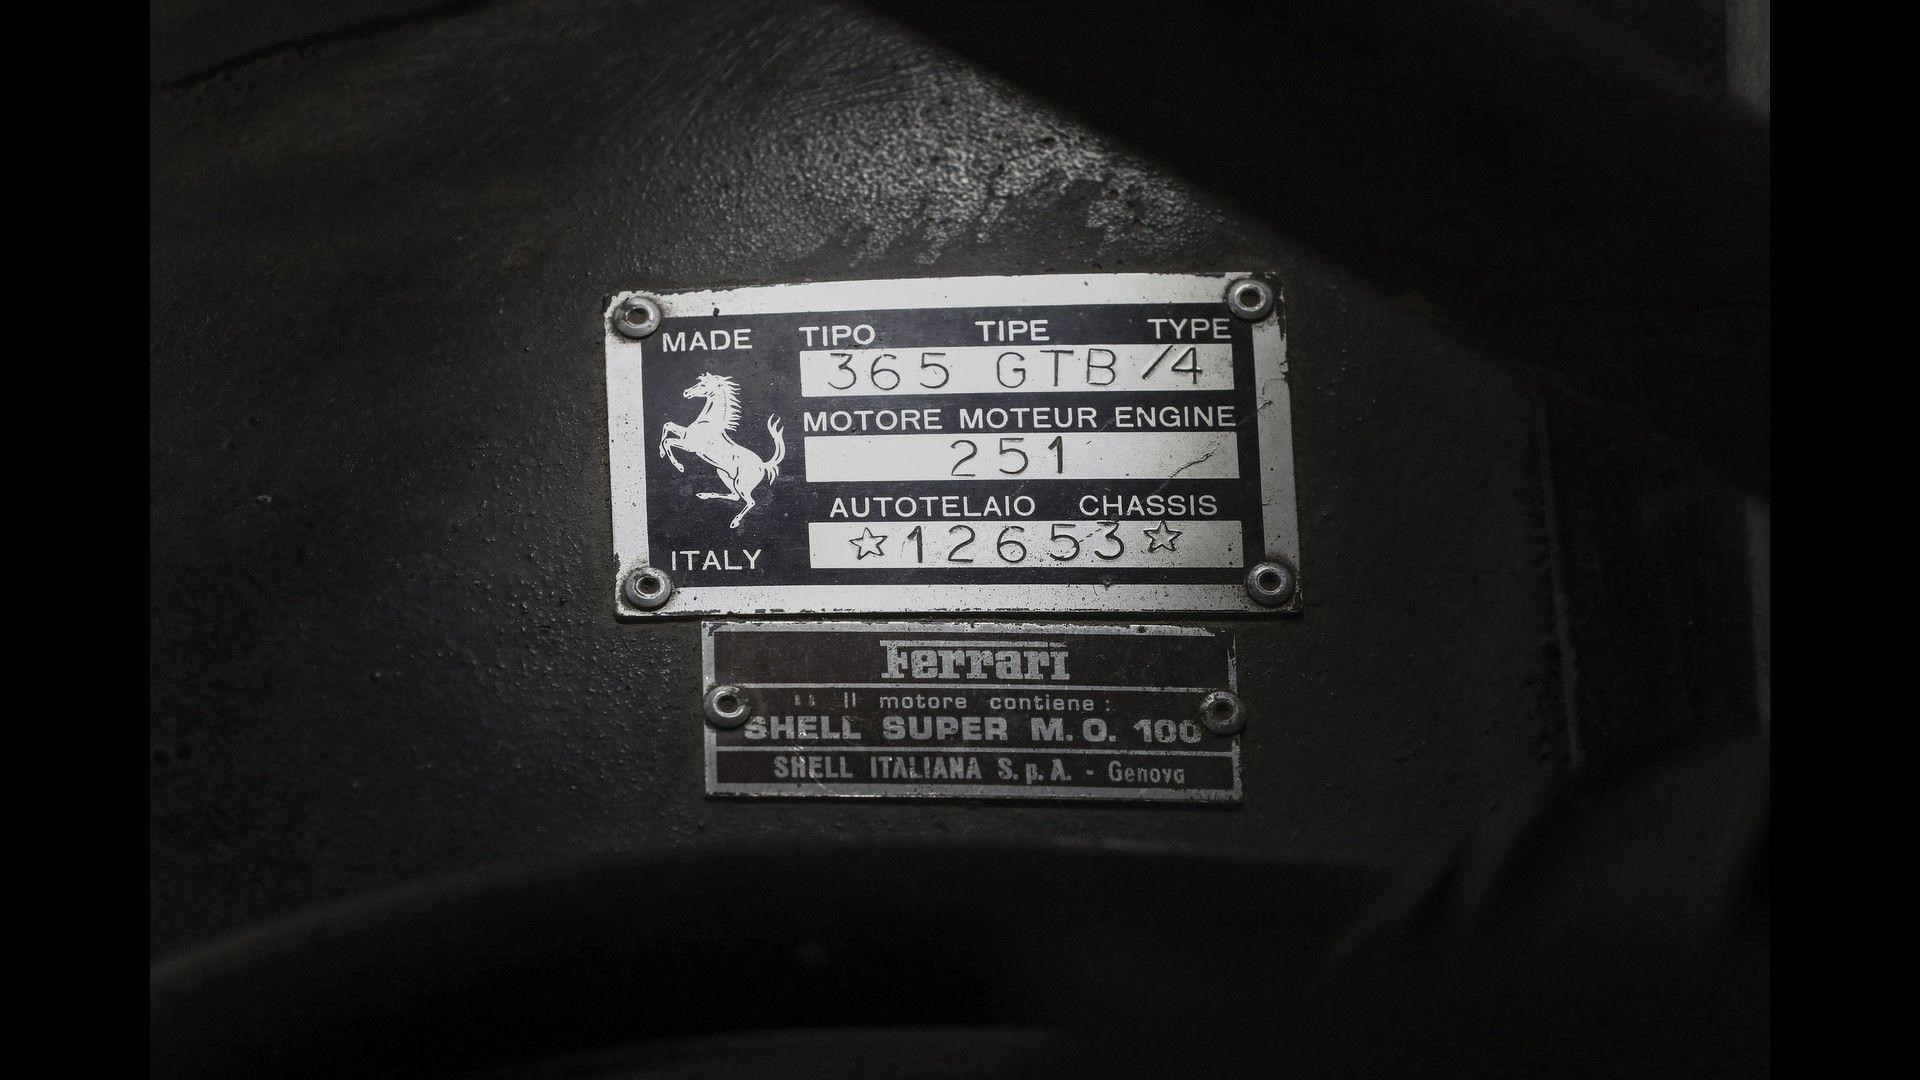 MADE TIPO TIPE TYPE
365 GTB/4
MOTORE MOTEUR ENGINE
251
AUTOTELAIO CHASSIS
☆12653☆
ITALY
Ferrari
Il motore contiene:
SHELL SUPER M.O. 100
SHELL ITALIANA S.p.A. - Genova